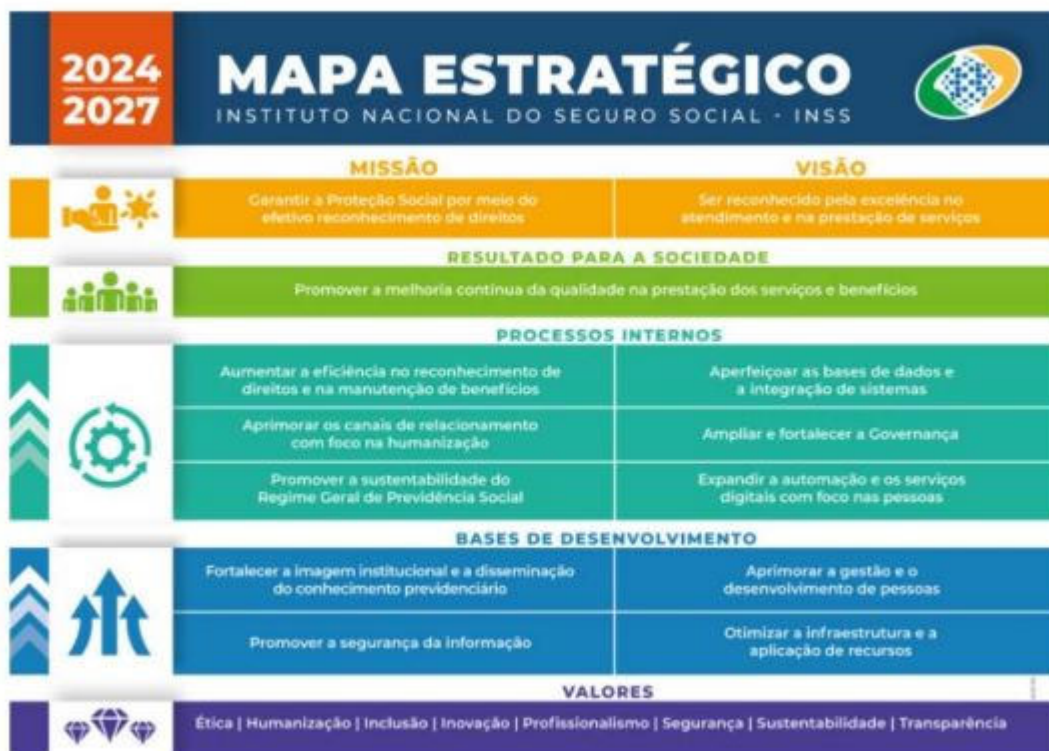 2024
2027
MAPA ESTRATÉGICO
INSTITUTO NACIONAL DO SEGURO SOCIAL - INSS
MISSÃO
Garantir a Proteção Social por meio do
efetivo reconhecimento de direitos
VISÃO
Ser reconhecido pela excelência no
atendimento e na prestação de serviços
RESULTADO PARA A SOCIEDADE
Promover a melhoria contínua da qualidade na prestação dos serviços e benefícios
PROCESSOS INTERNOS
Aumentar a eficiência no reconhecimento de
direitos e na manutenção de benefícios
Aperfeiçoar as bases de dados e
a integração de sistemas
Aprimorar os canais de relacionamento
com foco na humanização
Ampliar e fortalecer a Governança
Promover a sustentabilidade do
Regime Geral de Previdência Social
Expandir a automação e os serviços
digitais com foco nas pessoas
BASES DE DESENVOLVIMENTO
Fortalecer a imagem institucional e a disseminação
do conhecimento previdenciário
Aprimorar a gestão e o
desenvolvimento de pessoas
Promover a segurança da informação
Otimizar a infraestrutura e a
aplicação de recursos
VALORES
Ética | Humanização | Inclusão | Inovação | Profissionalismo | Segurança | Sustentabilidade | Transparência